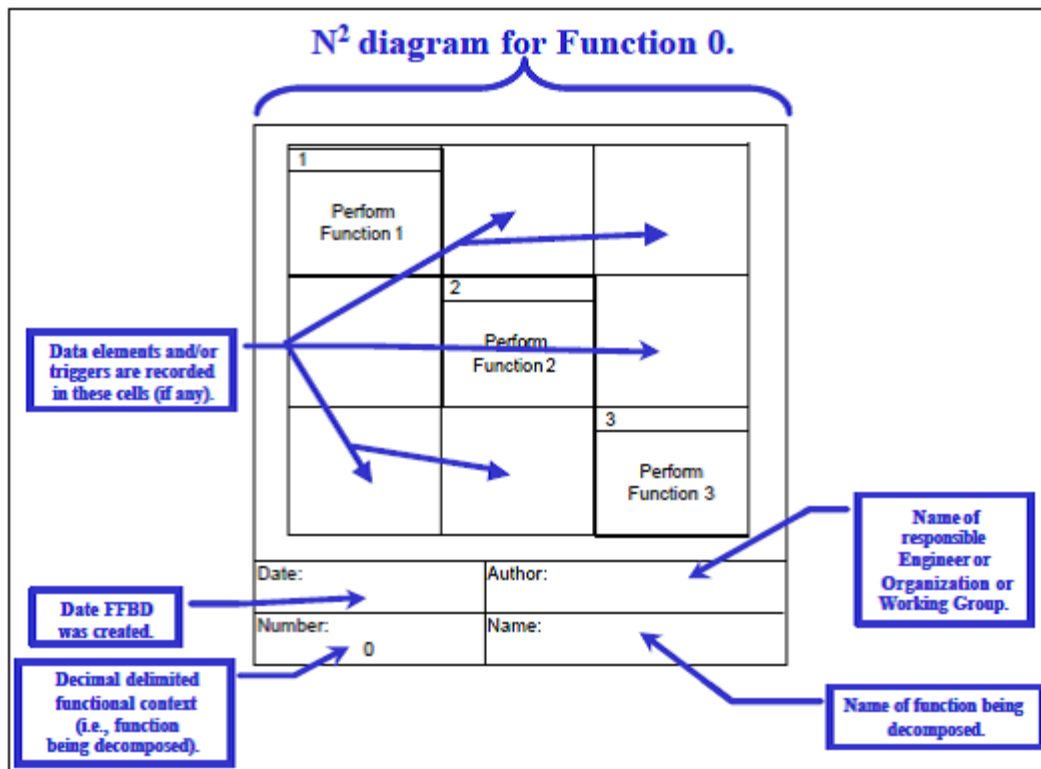 N² diagram for Function 0.
1
Perform
Function 1
2
Perform
Function 2
Data elements and/or
triggers are recorded
in these cells (if any).
3
Perform
Function 3
Name of
responsible
Engineer or
Organization or
Working Group.
Date:
Author:
Date FFBD
was created.
Number:
0
Name:
Decimal delimited
functional context
(i.e., function
being decomposed).
Name of function being
decomposed.